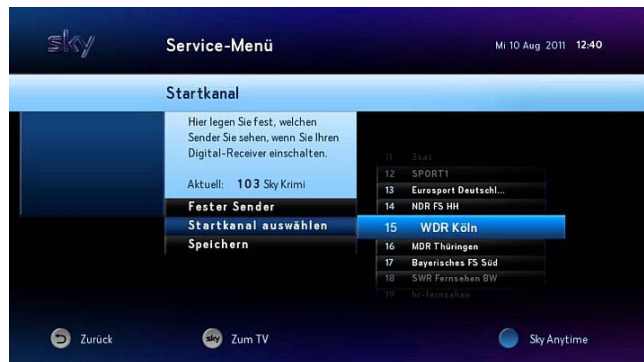 sky
Service-Menü
Mi 10 Aug 2011 12:40
Startkanal
Hier legen Sie fest, welchen
Sender Sie sehen, wenn Sie Ihren
Digital-Receiver einschalten.
Aktuell: 103 Sky Krimi
Fester Sender
Startkanal auswählen
Speichern
11 3sat
12 SPORT1
13 Eurosport Deutschl...
14 NDR FS HH
15 WDR Köln
16 MDR Thüringen
17 Bayerisches FS Süd
18 SWR Fernsehen BW
19 hr-fernsehen
Zurück
sky Zum TV
Sky Anytime